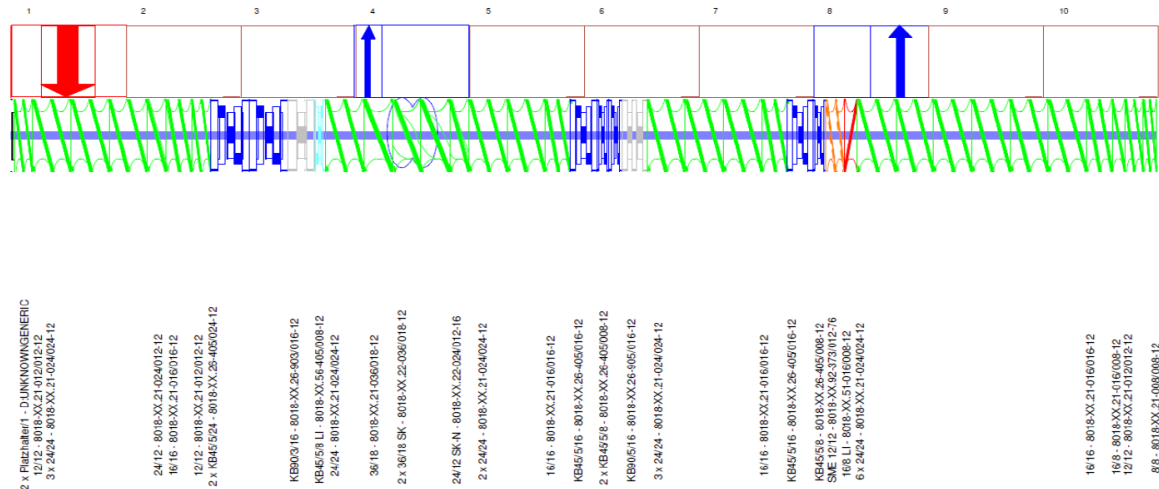 1
2
3
4
5
6
7
8
9
10
2 x Platzhalter/1 - D:UNKNOWNGENERIC
12/12 - 8018-XX.21-012/012-12
3 x 24/24 - 8018-XX.21-024/024-12
24/12 - 8018-XX.21-024/012-12
16/16 - 8018-XX.21-016/016-12
12/12 - 8018-XX.21-012/012-12
2 x KB45/5/24 - 8018-XX.26-405/024-12
KB90/3/16 - 8018-XX.26-903/016-12
KB45/5/8 LI - 8018-XX.56-405/008-12
24/24 - 8018-XX.21-024/024-12
36/18 - 8018-XX.21-036/018-12
2 x 36/18 SK - 8018-XX.22-036/018-12
24/12 SK-N - 8018-XX.22-024/012-16
2 x 24/24 - 8018-XX.21-024/024-12
16/16 - 8018-XX.21-016/016-12
KB45/5/16 - 8018-XX.26-405/016-12
2 x KB45/5/8 - 8018-XX.26-405/008-12
KB90/5/16 - 8018-XX.26-905/016-12
3 x 24/24 - 8018-XX.21-024/024-12
16/16 - 8018-XX.21-016/016-12
KB45/5/16 - 8018-XX.26-405/016-12
KB45/5/8 - 8018-XX.26-405/008-12
SME 12/12 - 8018-XX.92-373/012-76
16/8 LI - 8018-XX.51-016/008-12
6 x 24/24 - 8018-XX.21-024/024-12
16/16 - 8018-XX.21-016/016-12
16/8 - 8018-XX.21-016/008-12
12/12 - 8018-XX.21-012/012-12
8/8 - 8018-XX.21-008/008-12